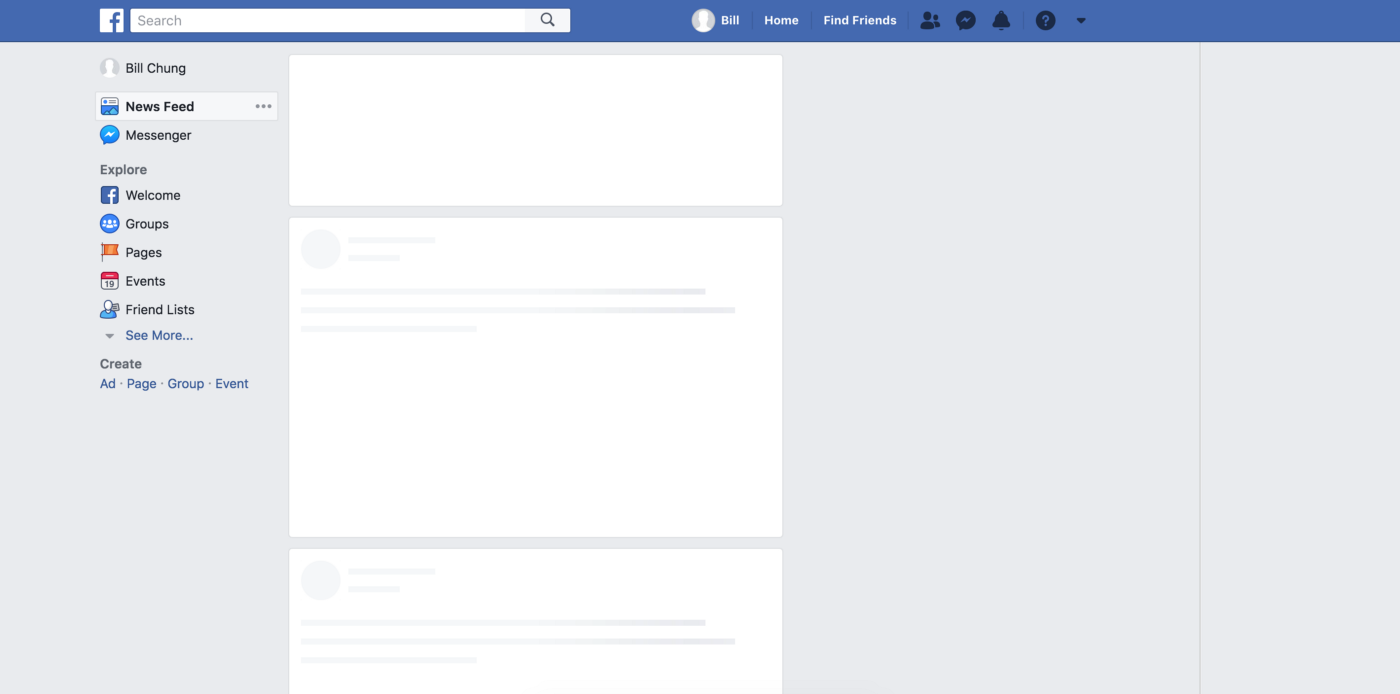 Search
Bill
Home
Find Friends
Bill Chung
News Feed
Messenger
Explore
Welcome
Groups
Pages
19
Events
Friend Lists
See More...
Create
Ad · Page · Group · Event